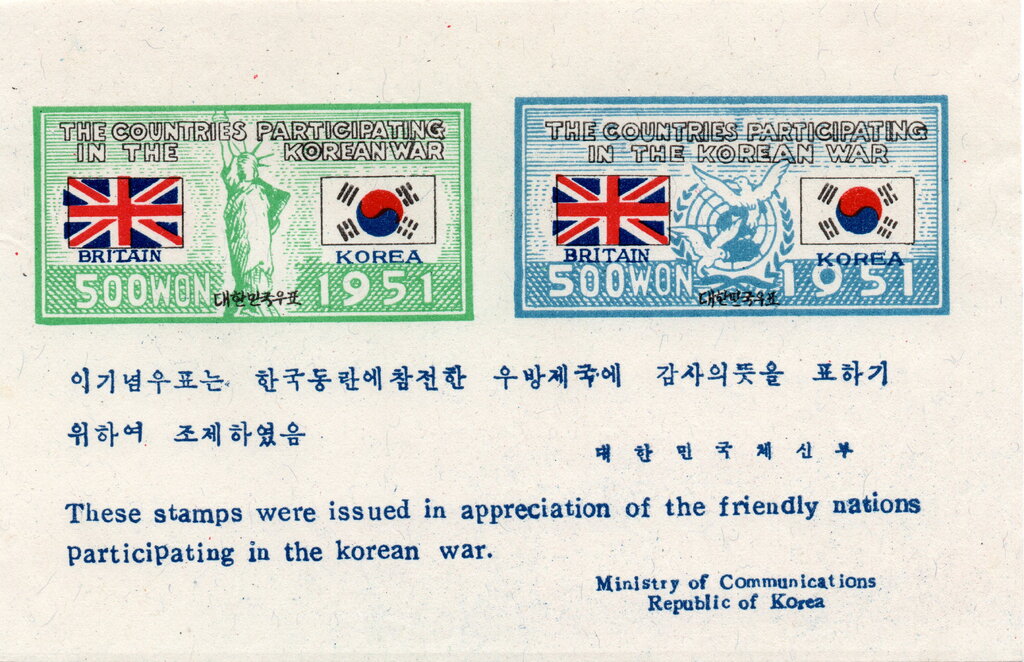 THE COUNTRIES PARTICIPATING
IN THE KOREAN WAR
BRITAIN
KOREA
500WON
대한민국우표
1951
THE COUNTRIES PARTICIPATING
IN THE KOREAN WAR
BRITAIN
KOREA
500WON
대한민국우표
1951
이기념우표는 한국동란에참전한 우방제국에 감사의뜻을 표하기
위하여 조제하였음
대한민국체신부
These stamps were issued in appreciation of the friendly nations
participating in the korean war.
Ministry of Communications
Republic of Korea